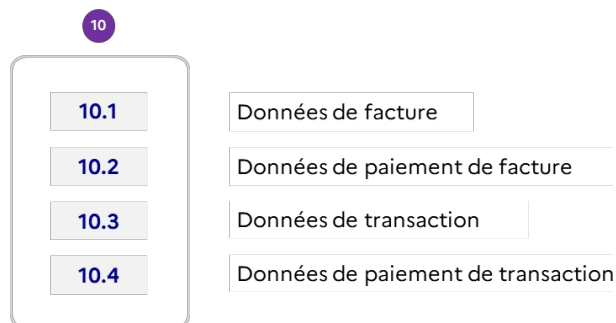 10
10.1 Données de facture
10.2 Données de paiement de facture
10.3 Données de transaction
10.4 Données de paiement de transaction